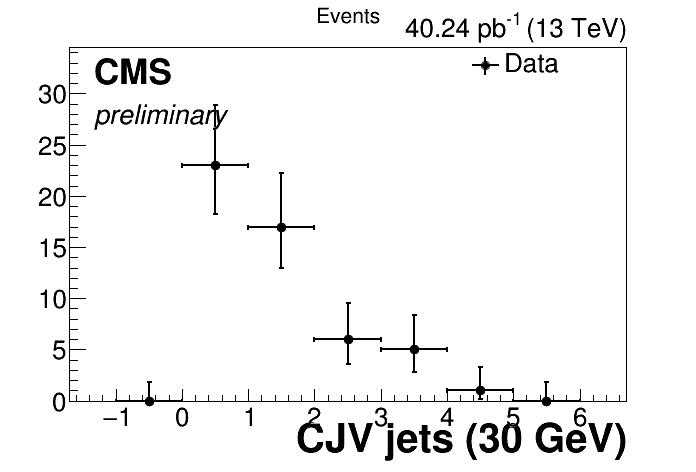 Events
40.24 pb-1 (13 TeV)
CMS
Data
preliminary
30
25
20
15
10
5
0
−1 0 1 2 3 4 5 6
CJV jets (30 GeV)